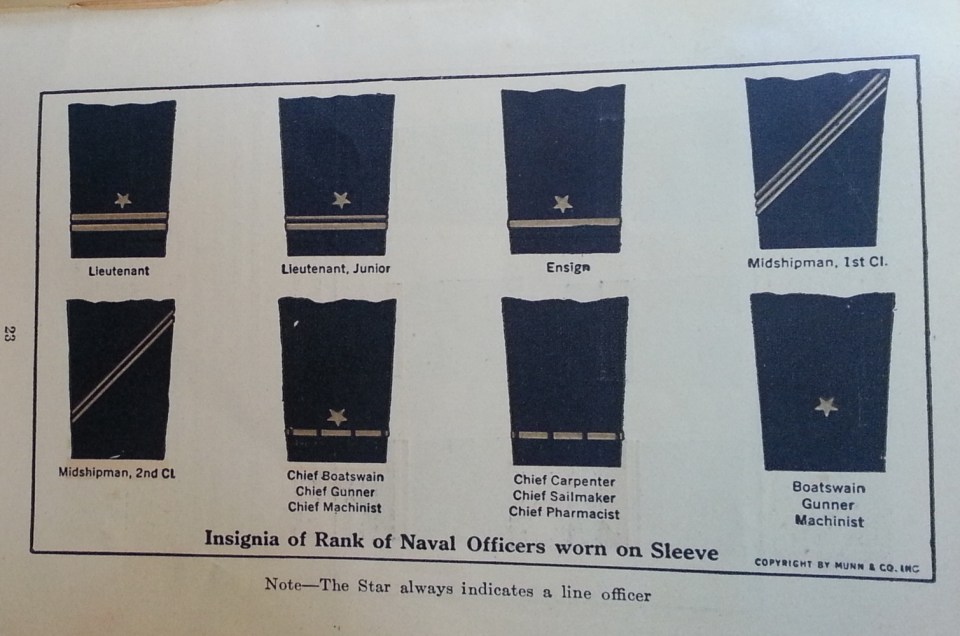 Lieutenant
Lieutenant, Junior
Ensign
Midshipman, 1st Cl.
Midshipman, 2nd Cl.
Chief Boatswain
Chief Gunner
Chief Machinist
Chief Carpenter
Chief Sailmaker
Chief Pharmacist
Boatswain
Gunner
Machinist
Insignia of Rank of Naval Officers worn on Sleeve
COPYRIGHT BY MUNN & CO. INC
Note—The Star always indicates a line officer
23